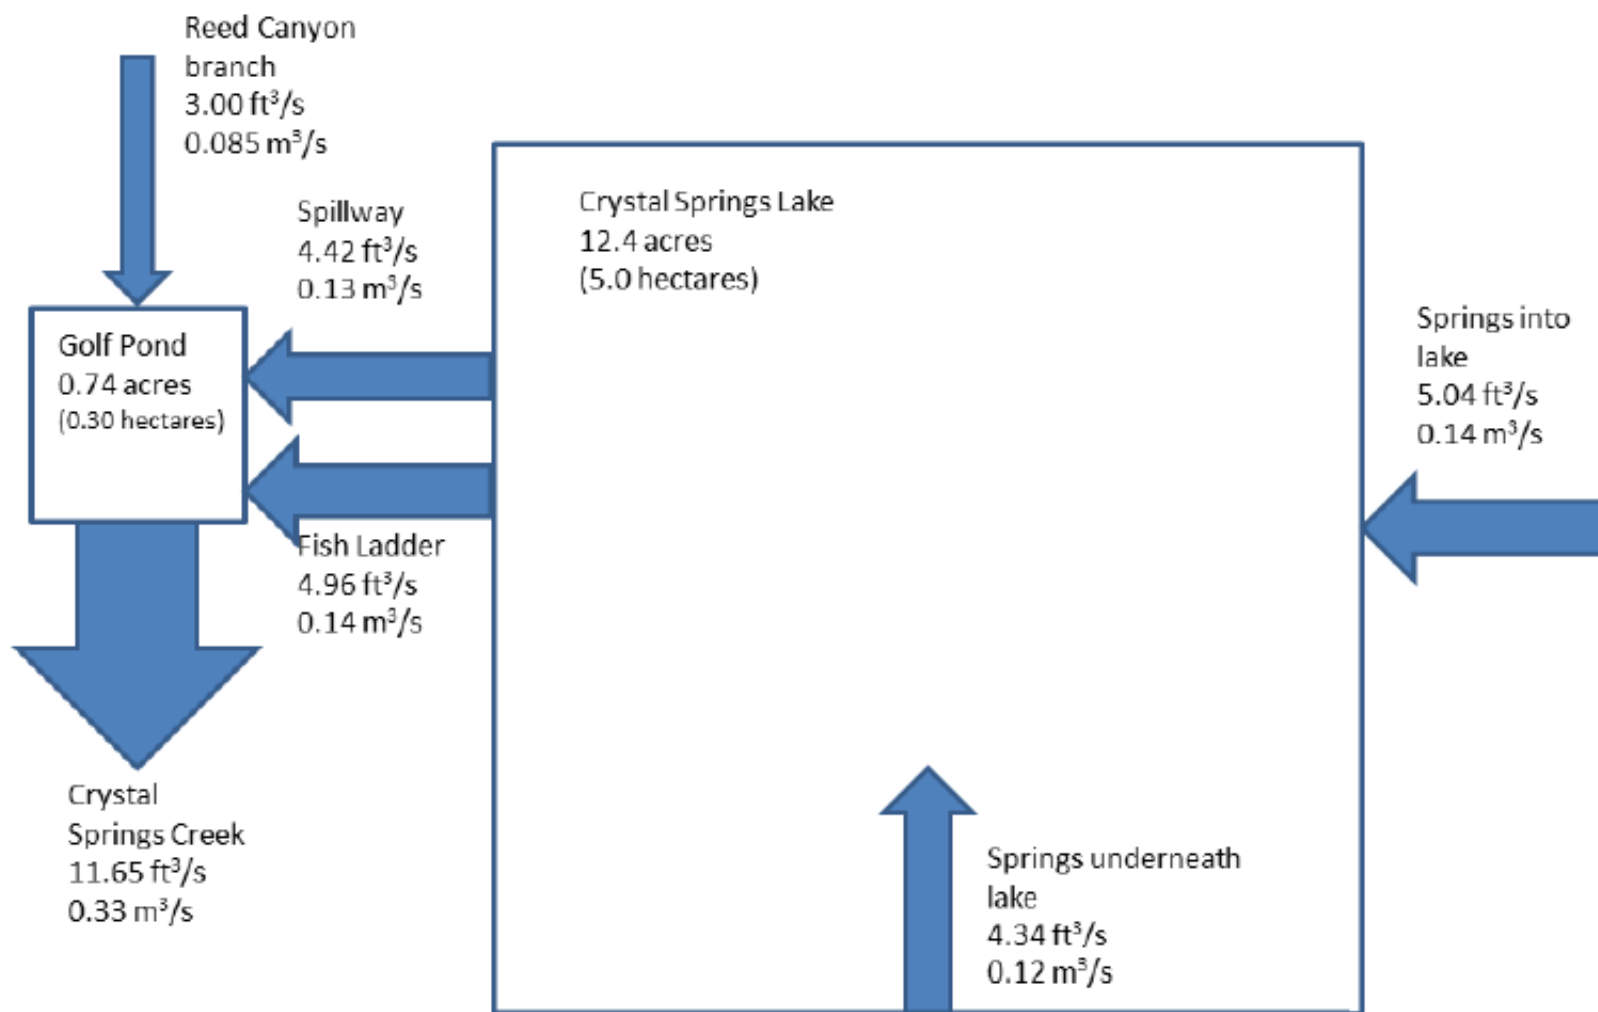 Reed Canyon
branch
3.00 ft³/s
0.085 m³/s
Spillway
4.42 ft³/s
0.13 m³/s
Crystal Springs Lake
12.4 acres
(5.0 hectares)
Springs into
lake
5.04 ft³/s
0.14 m³/s
Golf Pond
0.74 acres
(0.30 hectares)
Fish Ladder
4.96 ft³/s
0.14 m³/s
Crystal
Springs Creek
11.65 ft³/s
0.33 m³/s
Springs underneath
lake
4.34 ft³/s
0.12 m³/s